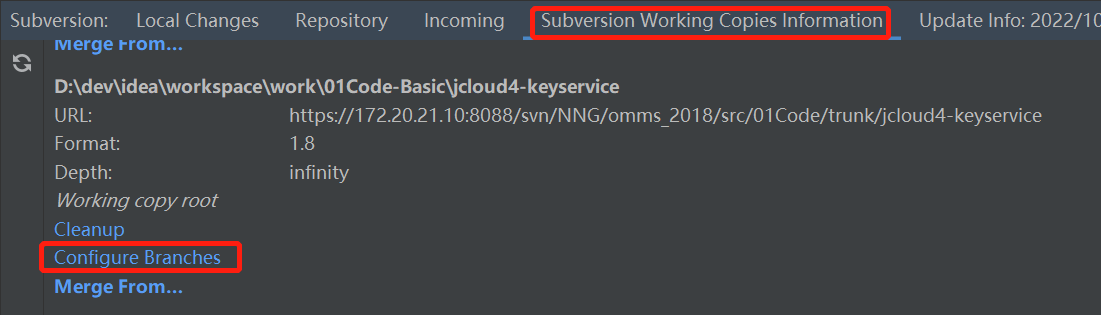 Subversion: Local Changes Repository Incoming Subversion Working Copies Information Update Info: 2022/10
Merge From...
D:\dev\idea\workspace\work\01Code-Basic\jcloud4-keyservice
URL: https://172.20.21.10:8088/svn/NNG/omms_2018/src/01Code/trunk/jcloud4-keyservice
Format: 1.8
Depth: infinity
Working copy root
Cleanup
Configure Branches
Merge From...